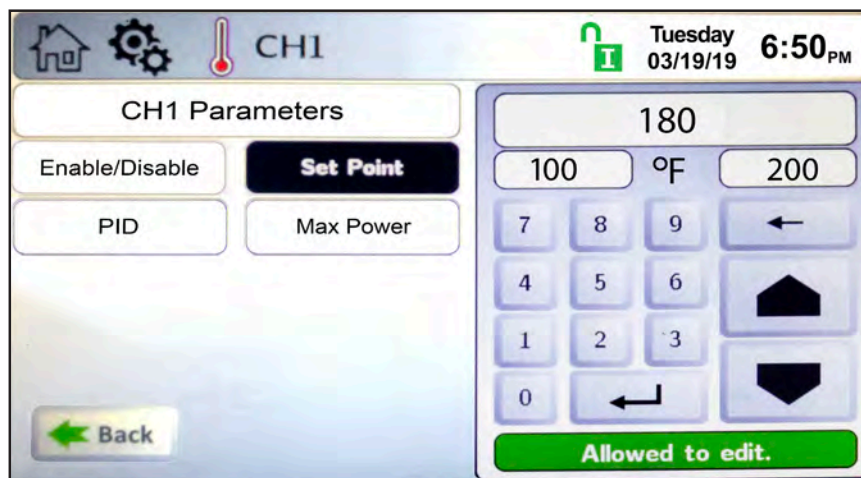 CH1
I
Tuesday
03/19/19
6:50PM
CH1 Parameters
Enable/Disable
Set Point
PID
Max Power
Back
180
100 °F 200
7 8 9
4 5 6
1 2 3
0
Allowed to edit.